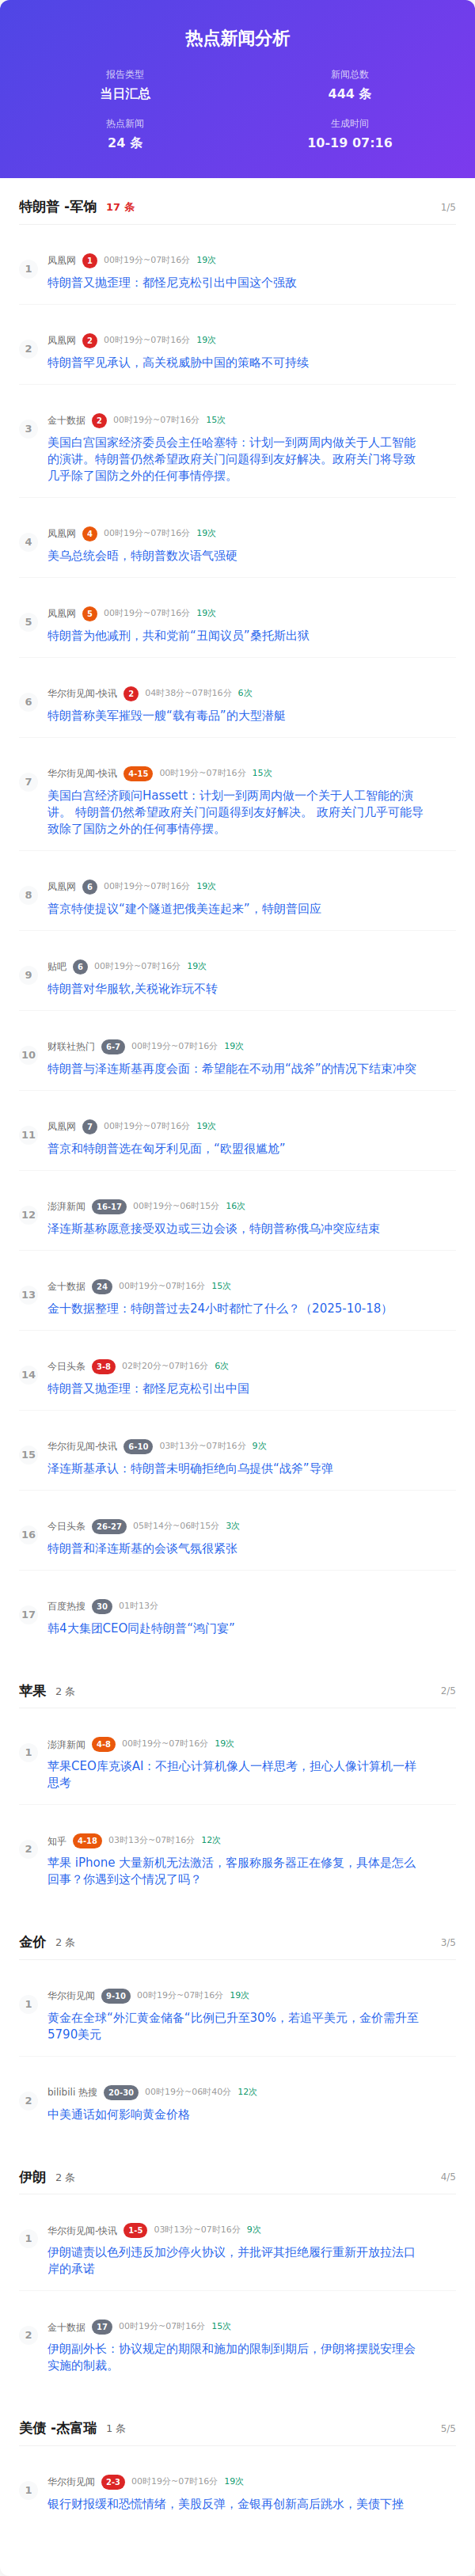 热点新闻分析
报告类型
新闻总数
当日汇总
444 条
热点新闻
生成时间
24 条
10-19 07:16
特朗普 -军饷 17 条 1/5
1 凤凰网 1 00时19分~07时16分 19次
特朗普又抛歪理：都怪尼克松引出中国这个强敌
2 凤凰网 2 00时19分~07时16分 19次
特朗普罕见承认，高关税威胁中国的策略不可持续
3 金十数据 2 00时19分~07时16分 15次
美国白宫国家经济委员会主任哈塞特：计划一到两周内做关于人工智能
的演讲。特朗普仍然希望政府关门问题得到友好解决。政府关门将导致
几乎除了国防之外的任何事情停摆。
4 凤凰网 4 00时19分~07时16分 19次
美乌总统会晤，特朗普数次语气强硬
5 凤凰网 5 00时19分~07时16分 19次
特朗普为他减刑，共和党前“丑闻议员”桑托斯出狱
6 华尔街见闻-快讯 2 04时38分~07时16分 6次
特朗普称美军摧毁一艘“载有毒品”的大型潜艇
7 华尔街见闻-快讯 4-15 00时19分~07时16分 15次
美国白宫经济顾问Hassett：计划一到两周内做一个关于人工智能的演
讲。 特朗普仍然希望政府关门问题得到友好解决。 政府关门几乎可能导
致除了国防之外的任何事情停摆。
8 凤凰网 6 00时19分~07时16分 19次
普京特使提议“建个隧道把俄美连起来”，特朗普回应
9 贴吧 6 00时19分~07时16分 19次
特朗普对华服软,关税讹诈玩不转
10 财联社热门 6-7 00时19分~07时16分 19次
特朗普与泽连斯基再度会面：希望能在不动用“战斧”的情况下结束冲突
11 凤凰网 7 00时19分~07时16分 19次
普京和特朗普选在匈牙利见面，“欧盟很尴尬”
12 澎湃新闻 16-17 00时19分~06时15分 16次
泽连斯基称愿意接受双边或三边会谈，特朗普称俄乌冲突应结束
13 金十数据 24 00时19分~07时16分 15次
金十数据整理：特朗普过去24小时都忙了什么？（2025-10-18）
14 今日头条 3-8 02时20分~07时16分 6次
特朗普又抛歪理：都怪尼克松引出中国
15 华尔街见闻-快讯 6-10 03时13分~07时16分 9次
泽连斯基承认：特朗普未明确拒绝向乌提供“战斧”导弹
16 今日头条 26-27 05时14分~06时15分 3次
特朗普和泽连斯基的会谈气氛很紧张
17 百度热搜 30 01时13分
韩4大集团CEO同赴特朗普“鸿门宴”
苹果 2 条 2/5
1 澎湃新闻 4-8 00时19分~07时16分 19次
苹果CEO库克谈AI：不担心计算机像人一样思考，担心人像计算机一样
思考
2 知乎 4-18 03时13分~07时16分 12次
苹果 iPhone 大量新机无法激活，客服称服务器正在修复，具体是怎么
回事？你遇到这个情况了吗？
金价 2 条 3/5
1 华尔街见闻 9-10 00时19分~07时16分 19次
黄金在全球“外汇黄金储备“比例已升至30%，若追平美元，金价需升至
5790美元
2 bilibili 热搜 20-30 00时19分~06时40分 12次
中美通话如何影响黄金价格
伊朗 2 条 4/5
1 华尔街见闻-快讯 1-5 03时13分~07时16分 9次
伊朗谴责以色列违反加沙停火协议，并批评其拒绝履行重新开放拉法口
岸的承诺
2 金十数据 17 00时19分~07时16分 15次
伊朗副外长：协议规定的期限和施加的限制到期后，伊朗将摆脱安理会
实施的制裁。
美债 -杰富瑞 1 条 5/5
1 华尔街见闻 2-3 00时19分~07时16分 19次
银行财报缓和恐慌情绪，美股反弹，金银再创新高后跳水，美债下挫